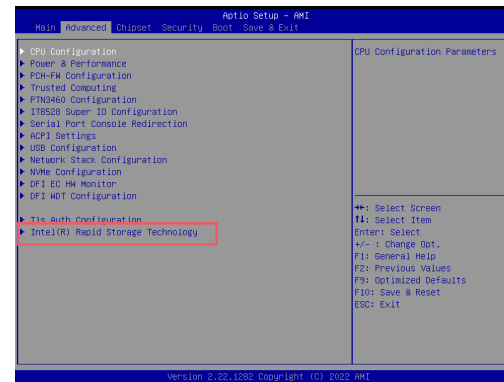 Aptio Setup - AMI
Main Advanced Chipset Security Boot Save & Exit
CPU Configuration
Power & Performance
PCH-FW Configuration
Trusted Computing
PTN3460 Configuration
IT8528 Super IO Configuration
Serial Port Console Redirection
ACPI Settings
USB Configuration
Network Stack Configuration
NVMe Configuration
DFI EC HW Monitor
DFI WDT Configuration
Tls Auth Configuration
Intel(R) Rapid Storage Technology
CPU Configuration Parameters
→←: Select Screen
↑↓: Select Item
Enter: Select
+/- : Change Opt.
F1: General Help
F2: Previous Values
F9: Optimized Defaults
F10: Save & Reset
ESC: Exit
Version 2.22.1282 Copyright (C) 2022 AMI